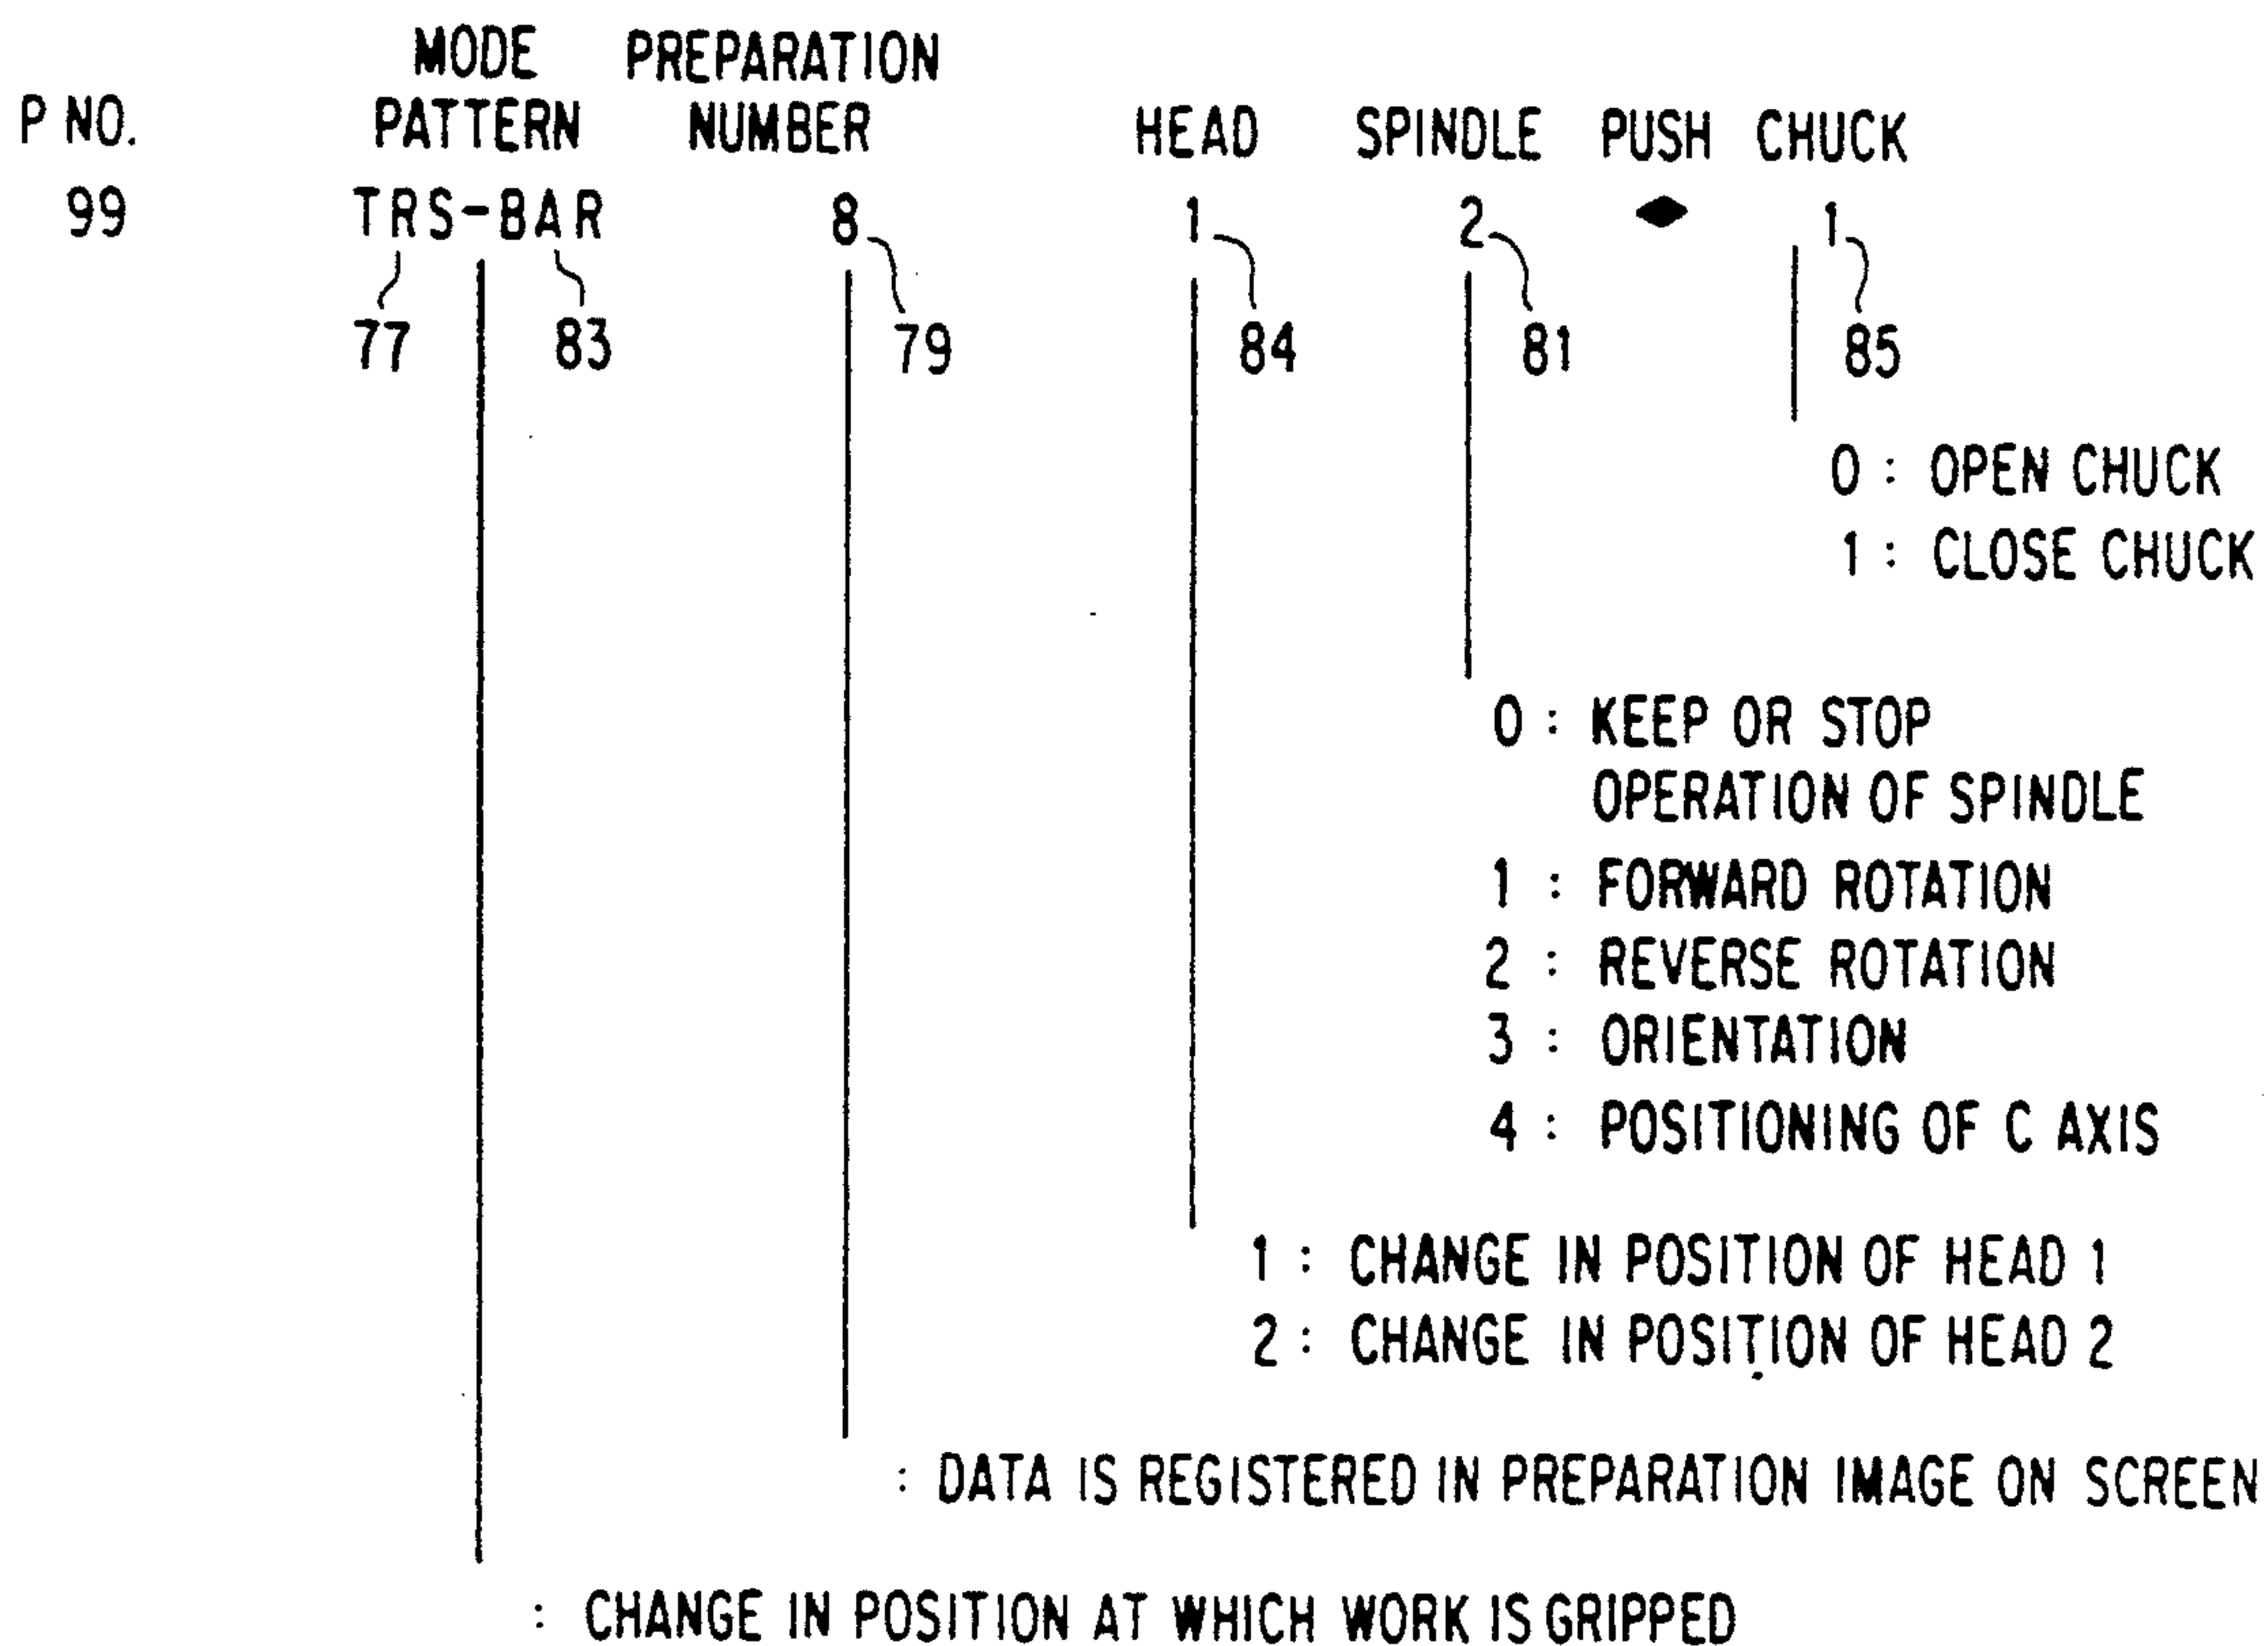 MODE PREPARATION
P NO. PATTERN NUMBER HEAD SPINDLE PUSH CHUCK
99 TRS-BAR 8 1 2 ◆ 1
77 83 79 84 81 85
0 : OPEN CHUCK
1 : CLOSE CHUCK
0 : KEEP OR STOP
OPERATION OF SPINDLE
1 : FORWARD ROTATION
2 : REVERSE ROTATION
3 : ORIENTATION
4 : POSITIONING OF C AXIS
1 : CHANGE IN POSITION OF HEAD 1
2 : CHANGE IN POSITION OF HEAD 2
: DATA IS REGISTERED IN PREPARATION IMAGE ON SCREEN
: CHANGE IN POSITION AT WHICH WORK IS GRIPPED